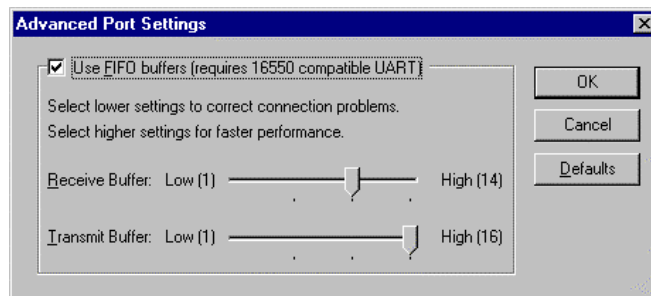 Advanced Port Settings
Use FIFO buffers (requires 16550 compatible UART)
Select lower settings to correct connection problems.
Select higher settings for faster performance.
Receive Buffer: Low (1) High (14)
Transmit Buffer: Low (1) High (16)
OK
Cancel
Defaults